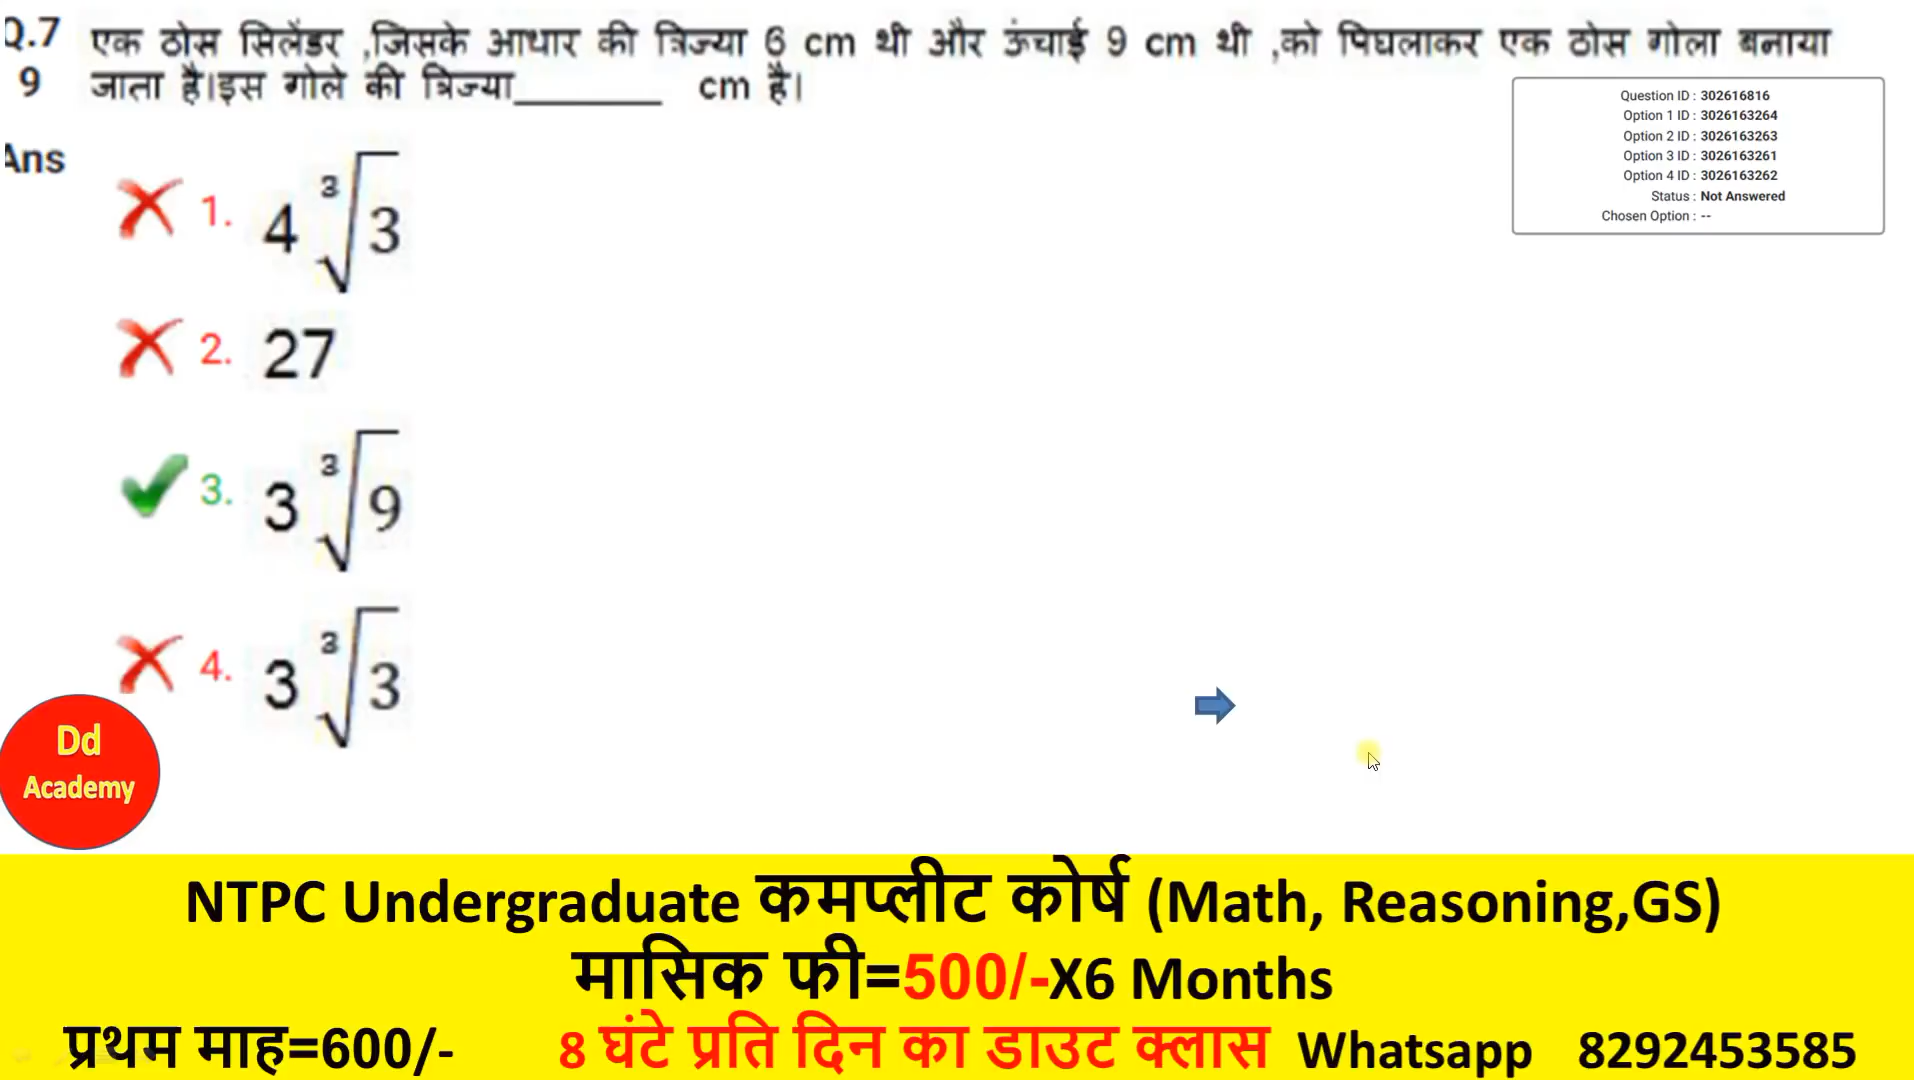 Q.7 एक ठोस सिलेंडर ,जिसके आधार की त्रिज्या 6 cm थी और ऊंचाई 9 cm थी ,को पिघलाकर एक ठोस गोला बनाया
9 जाता है।इस गोले की त्रिज्या_______ cm है।
Question ID : 302616816
Option 1 ID : 3026163264
Option 2 ID : 3026163263
Option 3 ID : 3026163261
Option 4 ID : 3026163262
Status : Not Answered
Chosen Option : --
Ans
1. 4 ∛3
2. 27
3. 3 ∛9
4. 3 ∛3
Dd
Academy
NTPC Undergraduate कमप्लीट कोर्ष (Math, Reasoning,GS)
मासिक फी=500/-X6 Months
प्रथम माह=600/- 8 घंटे प्रति दिन का डाउट क्लास Whatsapp 8292453585